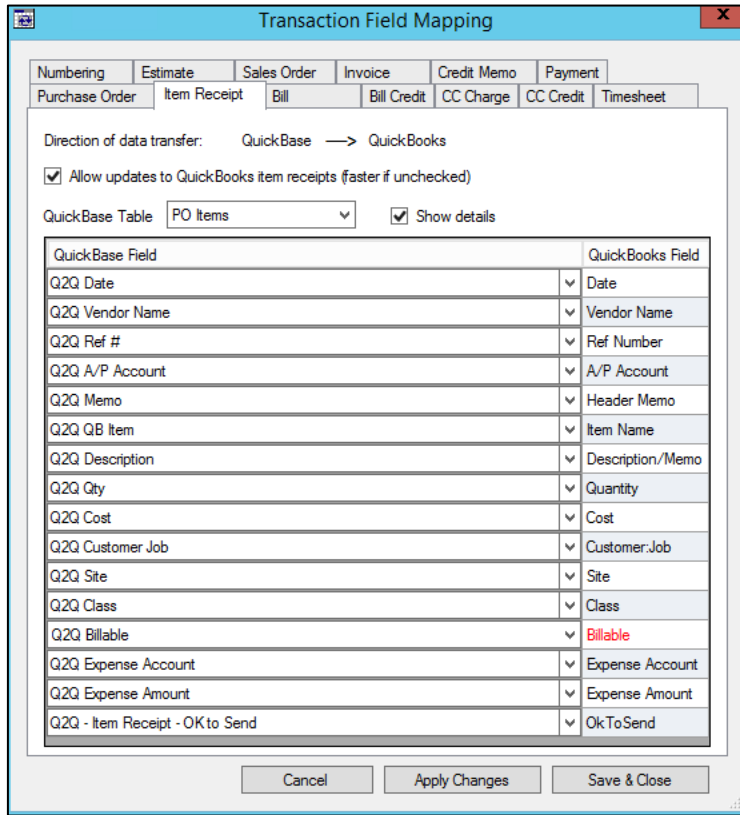 Transaction Field Mapping
x
Numbering Estimate Sales Order Invoice Credit Memo Payment
Purchase Order Item Receipt Bill Bill Credit CC Charge CC Credit Timesheet
Direction of data transfer: QuickBase —> QuickBooks
Allow updates to QuickBooks item receipts (faster if unchecked)
QuickBase Table PO Items Show details
QuickBase Field QuickBooks Field
Q2Q Date Date
Q2Q Vendor Name Vendor Name
Q2Q Ref # Ref Number
Q2Q A/P Account A/P Account
Q2Q Memo Header Memo
Q2Q QB Item Item Name
Q2Q Description Description/Memo
Q2Q Qty Quantity
Q2Q Cost Cost
Q2Q Customer Job Customer:Job
Q2Q Site Site
Q2Q Class Class
Q2Q Billable Billable
Q2Q Expense Account Expense Account
Q2Q Expense Amount Expense Amount
Q2Q - Item Receipt - OK to Send OkToSend
Cancel Apply Changes Save & Close